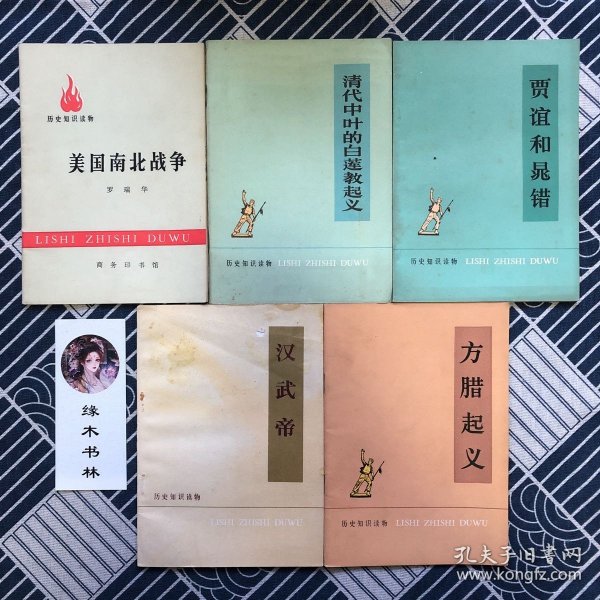 历史知识读物
美国南北战争
罗瑞华
LISHI ZHISHI DUWU
商务印书馆
清代中叶的白莲教起义
历史知识读物 LISHI ZHISHI DUWU
贾谊和晁错
历史知识读物 LISHI ZHISHI DUWU
缘木书林
汉武帝
历史知识读物
LISHI ZHISHI DUWU
方腊起义
历史知识读物 LISHI ZHISHI DUWU
孔夫子旧书网
www.kongfz.com